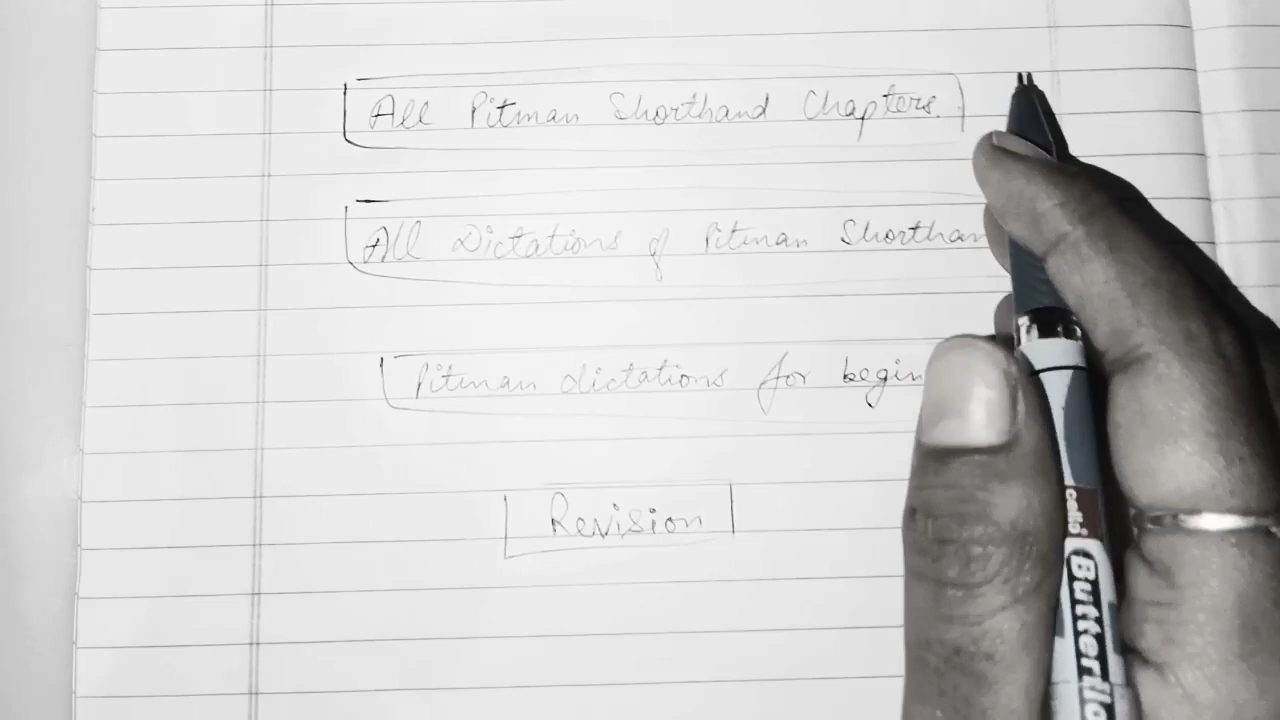 All Pitman Shorthand Chapters.
All Dictations of Pitman Shorthan
Pitman dictations for begin
Revision
cello
Butterflo